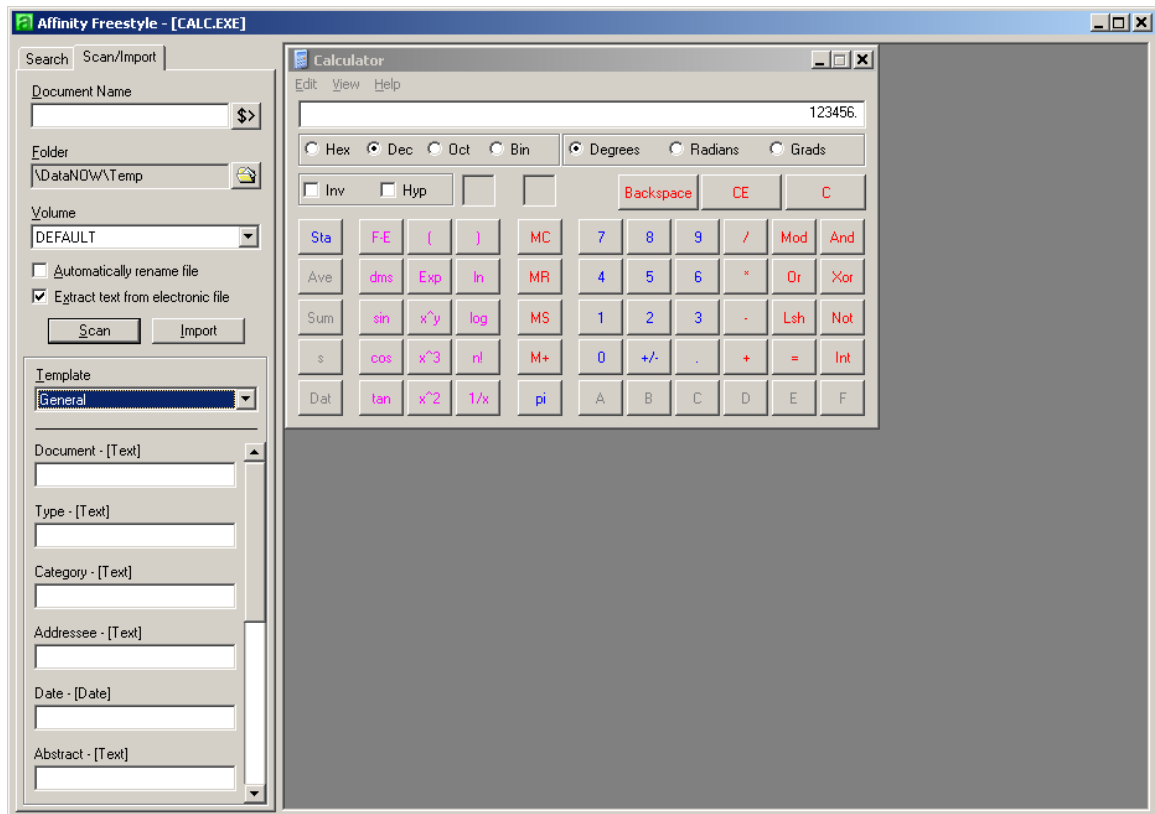 Affinity Freestyle - [CALC.EXE]
Search Scan/Import
Document Name
$>
Folder
\DataNOW\Temp
Volume
DEFAULT
Automatically rename file
Extract text from electronic file
Scan Import
Template
General
Document - [Text]
Type - [Text]
Category - [Text]
Addressee - [Text]
Date - [Date]
Abstract - [Text]
Calculator
Edit View Help
123456.
Hex Dec Oct Bin Degrees Radians Grads
Inv Hyp Backspace CE C
Sta F-E ( ) MC 7 8 9 / Mod And
Ave dms Exp ln MR 4 5 6 * Or Xor
Sum sin x^y log MS 1 2 3 - Lsh Not
s cos x^3 n! M+ 0 +/- . + = Int
Dat tan x^2 1/x pi A B C D E F